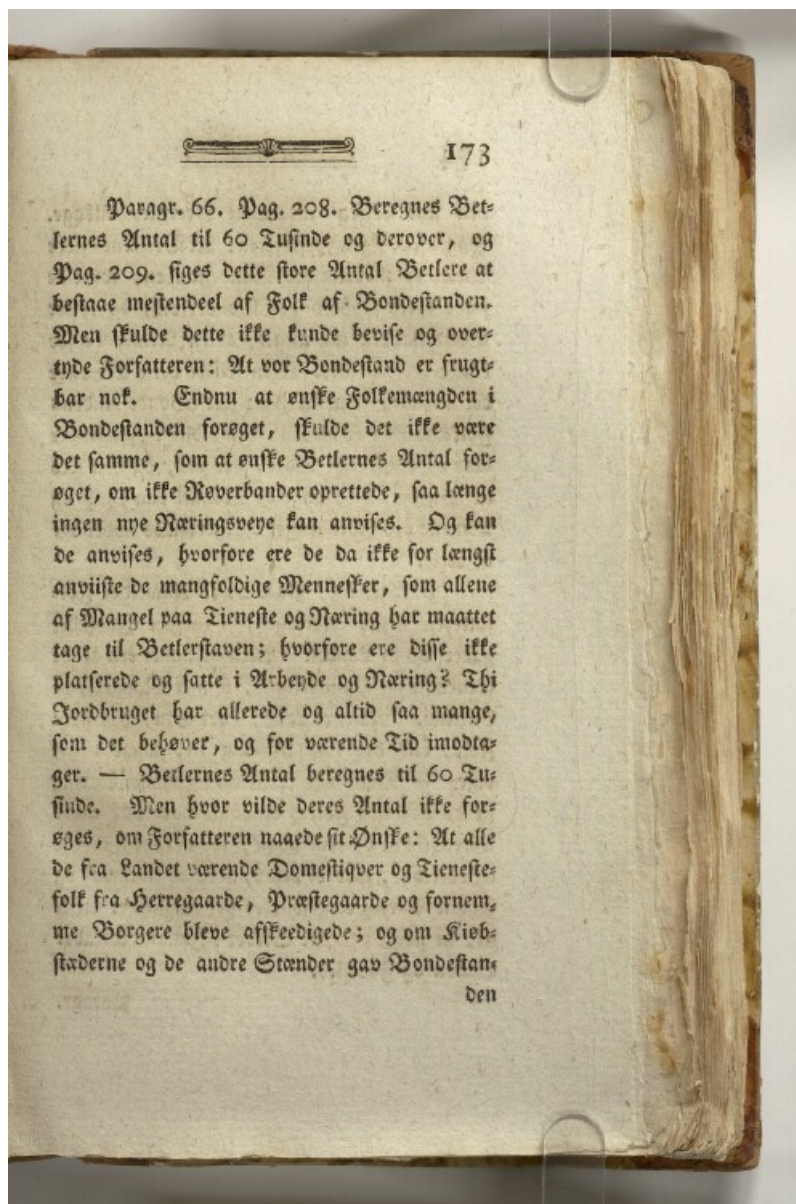 173
Paragr. 66. Pag. 208. Beregnes Bet-
lernes Antal til 60 Tusinde og derover, og
Pag. 209. siges dette store Antal Betlere at
bestaae mestendeel af Folk af Bondestanden.
Men skulde dette ikke kunde bevise og over-
tyde Forfatteren: At vor Bondestand er frugt-
bar nok. Endnu at ønske Folkemængden i
Bondestanden forøget, skulde det ikke være
det samme, som at ønske Betlernes Antal for-
øget, om ikke Røverbander oprettede, saa længe
ingen nye Næringsveye kan anvises. Og kan
de anvises, hvorfore ere de da ikke for længst
anviiste de mangfoldige Mennesker, som allene
af Mangel paa Tieneste og Næring har maattet
tage til Betlerstaven; hvorfore ere disse ikke
platserede og satte i Arbeyde og Næring? Thi
Jordbruget har allerede og altid saa mange,
som det behøver, og for værende Tid imodta-
ger. — Betlernes Antal beregnes til 60 Tu-
sinde. Men hvor vilde deres Antal ikke for-
øges, om Forfatteren naaede sit Ønske: At alle
de fra Landet værende Domestiqver og Tieneste-
folk fra Herregaarde, Præstegaarde og fornem-
me Borgere bleve afskeedigede; og om Kiøb-
stæderne og de andre Stænder gav Bondestan-
den